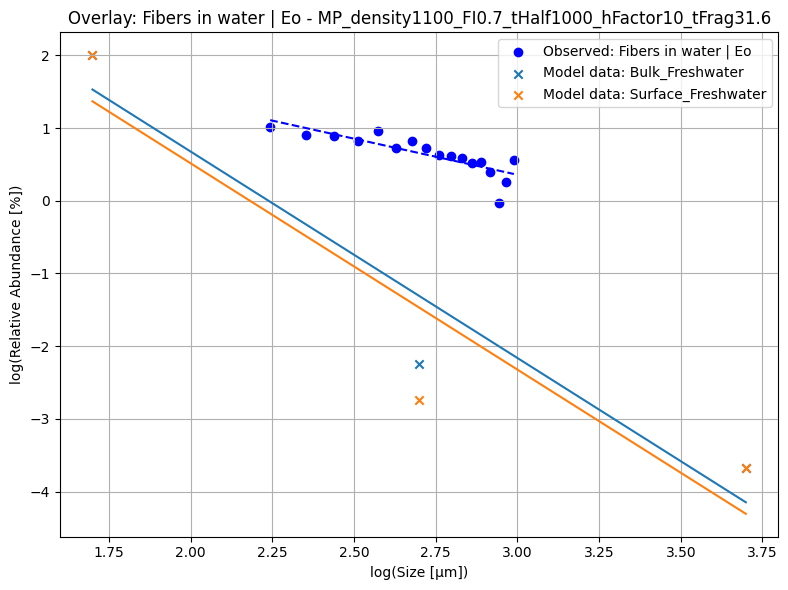 Overlay: Fibers in water | Eo - MP_density1100_FI0.7_tHalf1000_hFactor10_tFrag31.6
Observed: Fibers in water | Eo
Model data: Bulk_Freshwater
Model data: Surface_Freshwater
log(Relative Abundance [%])
2
1
0
−1
−2
−3
−4
1.75 2.00 2.25 2.50 2.75 3.00 3.25 3.50 3.75
log(Size [µm])